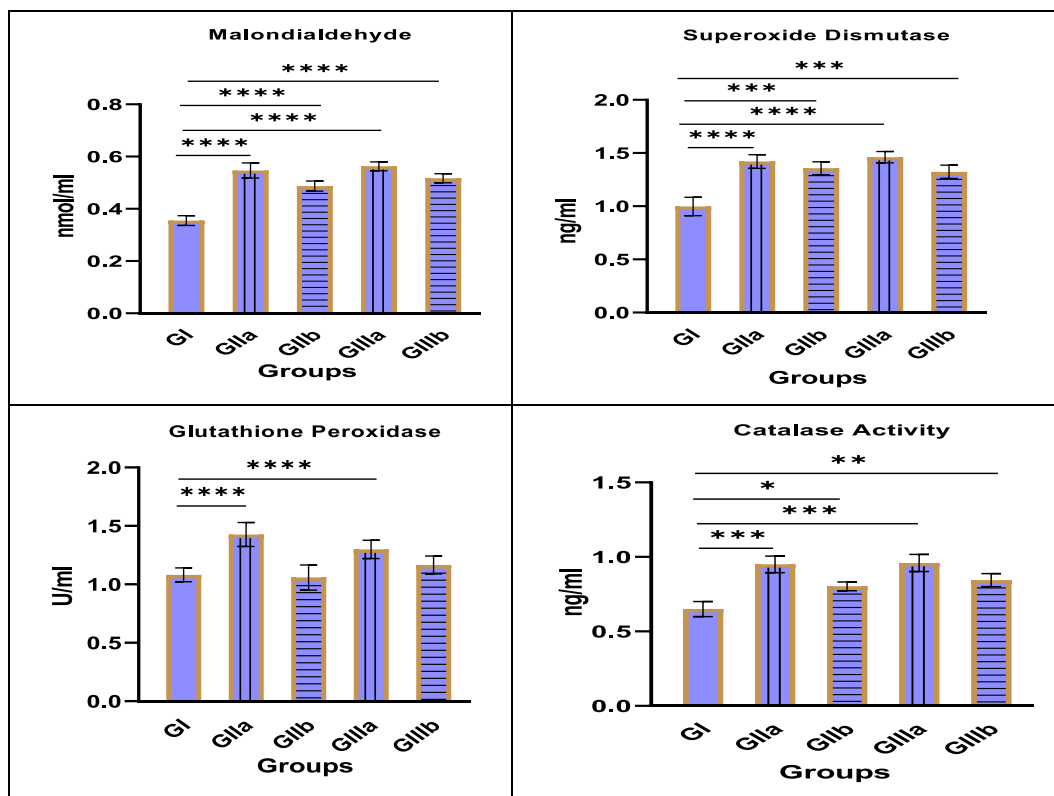 Malondialdehyde
****
****
****
****
0.8
0.6
0.4
0.2
0.0
nmol/ml
GI
GIIa
GIIb
GIIIa
GIIIb
Groups
Superoxide Dismutase
***
***
****
****
2.0
1.5
1.0
0.5
0.0
ng/ml
GI
GIIa
GIIb
GIIIa
GIIIb
Groups
Glutathione Peroxidase
****
****
2.0
1.5
1.0
0.5
0.0
U/ml
GI
GIIa
GIIb
GIIIa
GIIIb
Groups
Catalase Activity
**
*
***
***
1.5
1.0
0.5
0.0
ng/ml
GI
GIIa
GIIb
GIIIa
GIIIb
Groups